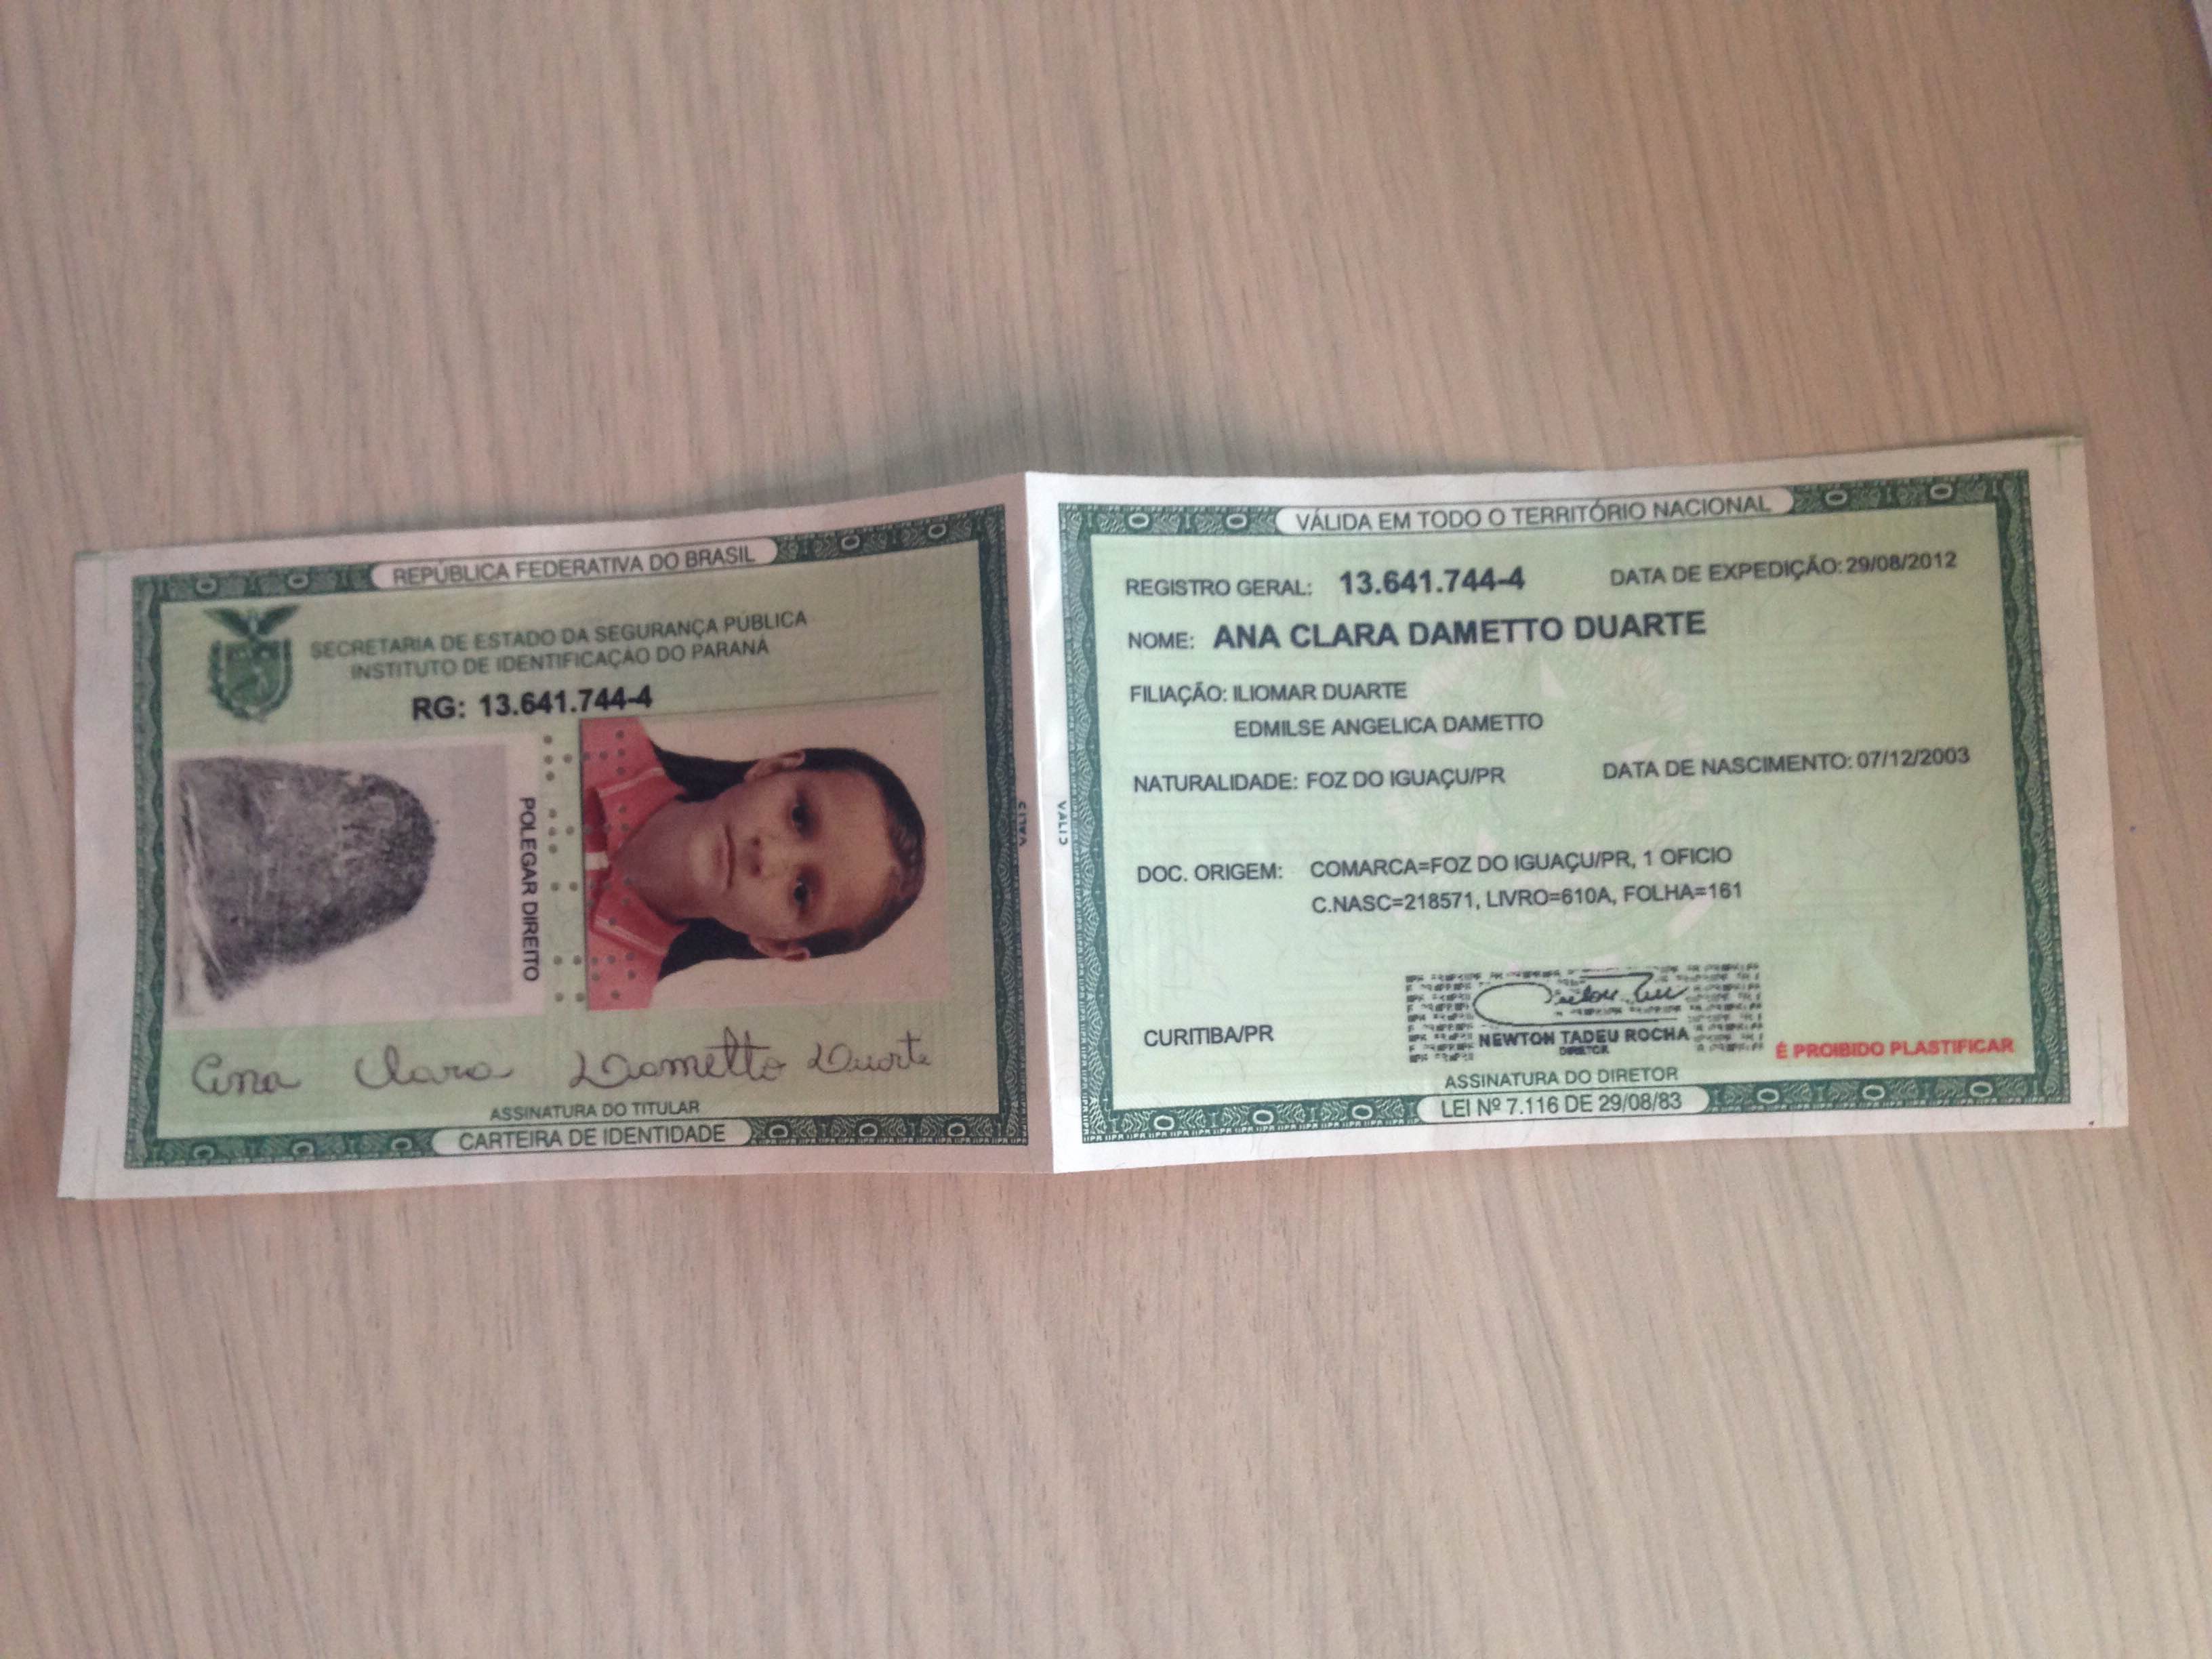 REPÚBLICA FEDERATIVA DO BRASIL
SECRETARIA DE ESTADO DA SEGURANÇA PÚBLICA
INSTITUTO DE IDENTIFICAÇÃO DO PARANÁ
RG: 13.641.744-4
POLEGAR DIREITO
Ana Clara Dametto Duarte
ASSINATURA DO TITULAR
CARTEIRA DE IDENTIDADE
VÁLIDA EM TODO O TERRITÓRIO NACIONAL
REGISTRO GERAL: 13.641.744-4 DATA DE EXPEDIÇÃO: 29/08/2012
NOME: ANA CLARA DAMETTO DUARTE
FILIAÇÃO: ILIOMAR DUARTE
EDMILSE ANGELICA DAMETTO
NATURALIDADE: FOZ DO IGUAÇU/PR DATA DE NASCIMENTO: 07/12/2003
DOC. ORIGEM: COMARCA=FOZ DO IGUAÇU/PR, 1 OFICIO
C.NASC=218571, LIVRO=610A, FOLHA=161
CURITIBA/PR
NEWTON TADEU ROCHA
DIRETOR
É PROIBIDO PLASTIFICAR
ASSINATURA DO DIRETOR
LEI Nº 7.116 DE 29/08/83